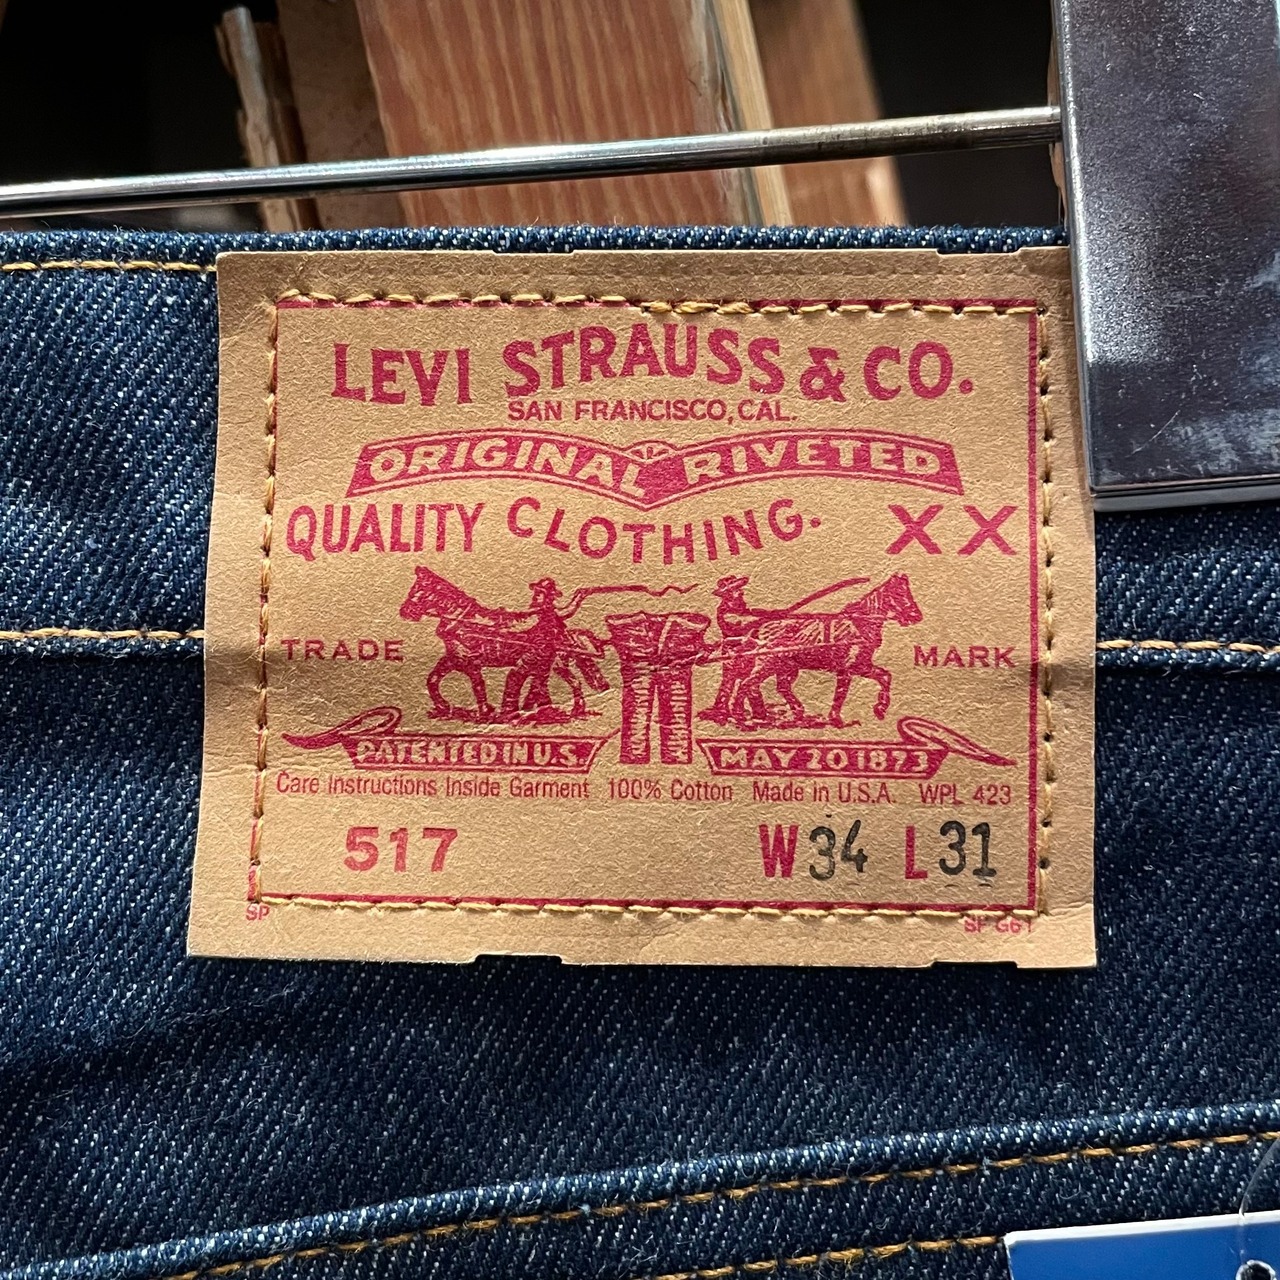 LEVI STRAUSS & CO.
SAN FRANCISCO, CAL.
ORIGINAL RIVETED
QUALITY CLOTHING. XX
TRADE MARK
PATENTED IN U.S. MAY 20 1873
Care Instructions Inside Garment 100% Cotton Made in U.S.A. WPL 423
517 W34 L31
SP SP G61